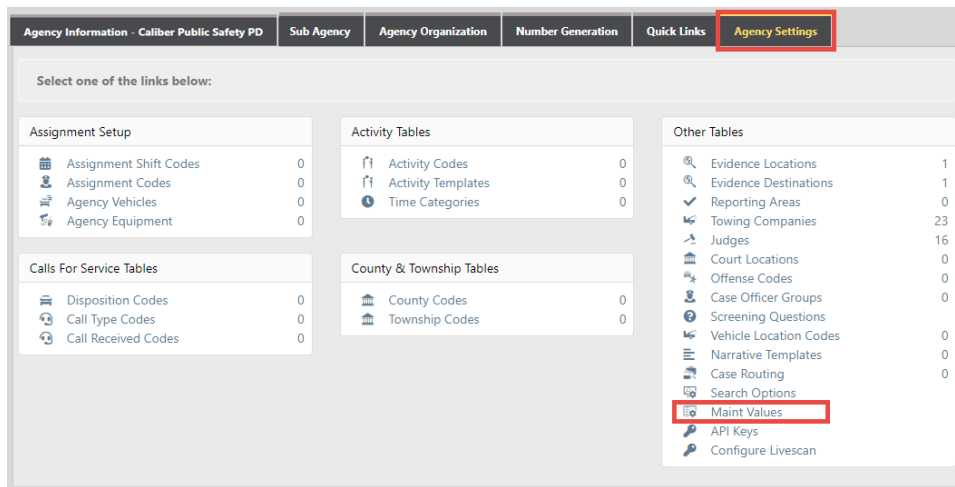 Agency Information - Caliber Public Safety PD Sub Agency Agency Organization Number Generation Quick Links Agency Settings
Select one of the links below:
Assignment Setup
Assignment Shift Codes 0
Assignment Codes 0
Agency Vehicles 0
Agency Equipment 0
Activity Tables
Activity Codes 0
Activity Templates 0
Time Categories 0
Other Tables
Evidence Locations 1
Evidence Destinations 1
Reporting Areas 0
Towing Companies 23
Judges 16
Court Locations 0
Offense Codes 0
Case Officer Groups 0
Screening Questions
Vehicle Location Codes 0
Narrative Templates 0
Case Routing 0
Search Options
Maint Values
API Keys
Configure Livescan
Calls For Service Tables
Disposition Codes 0
Call Type Codes 0
Call Received Codes 0
County & Township Tables
County Codes 0
Township Codes 0